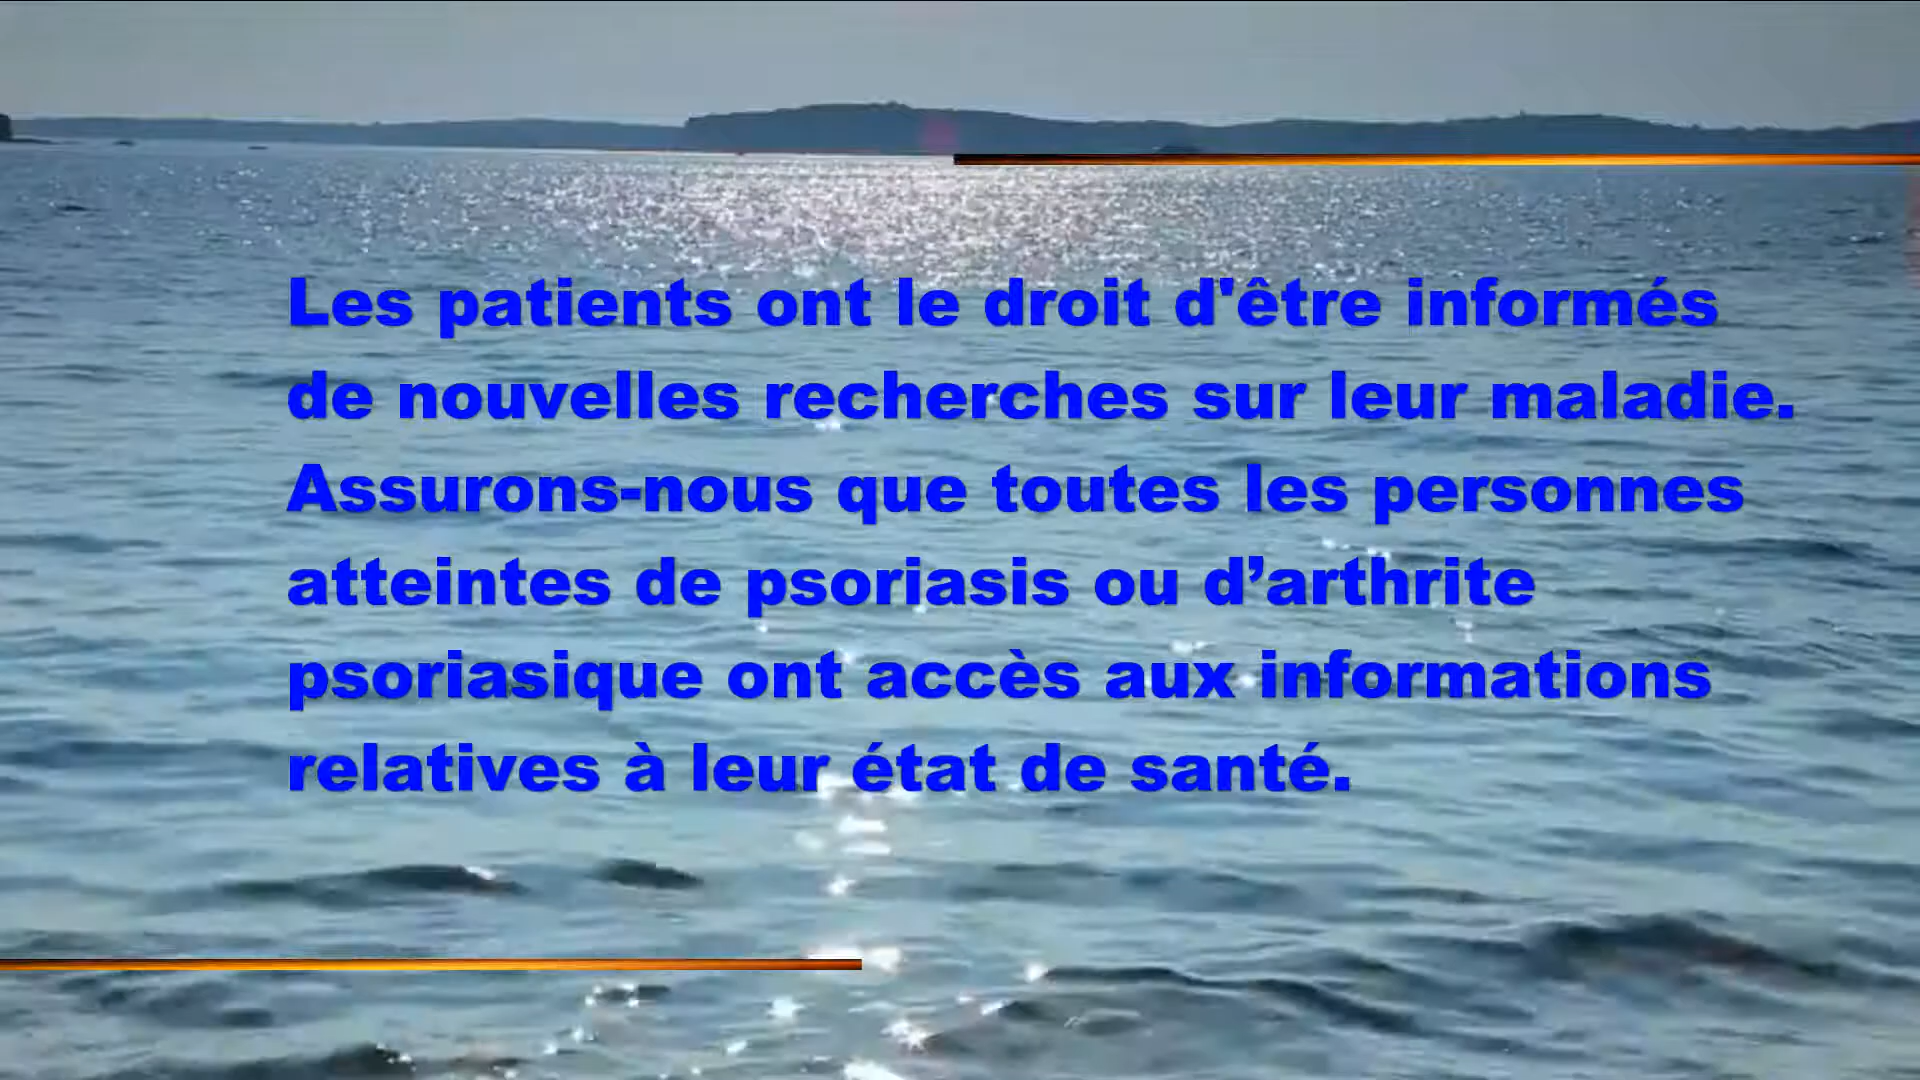 Les patients ont le droit d'être informés
de nouvelles recherches sur leur maladie.
Assurons-nous que toutes les personnes
atteintes de psoriasis ou d’arthrite
psoriasique ont accès aux informations
relatives à leur état de santé.